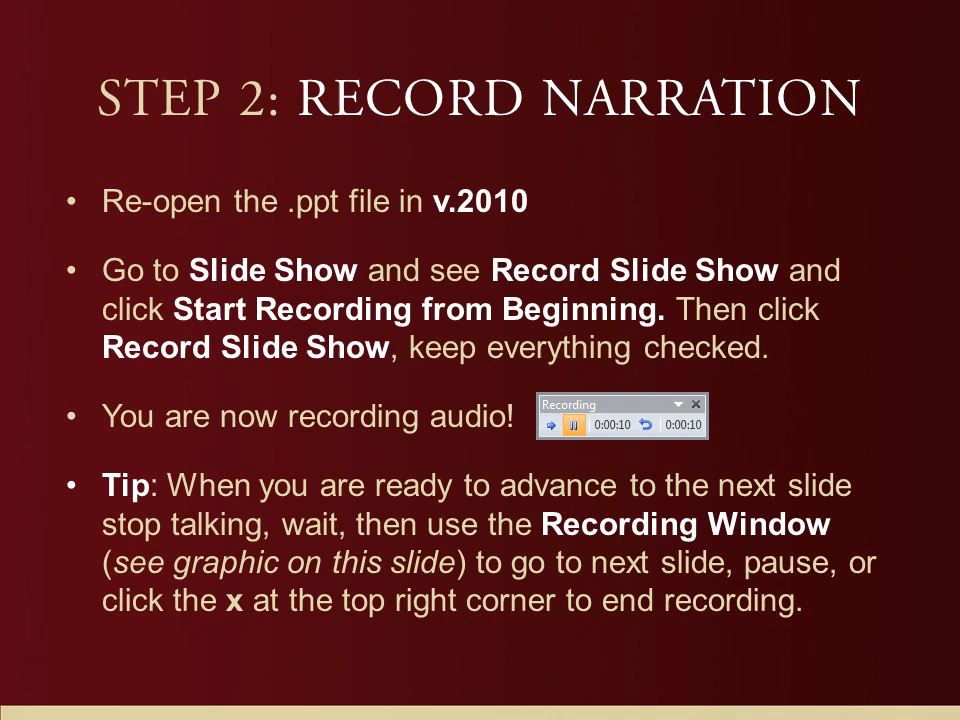 STEP 2: RECORD NARRATION
• Re-open the .ppt file in v.2010
• Go to Slide Show and see Record Slide Show and
click Start Recording from Beginning. Then click
Record Slide Show, keep everything checked.
• You are now recording audio!
Recording
0:00:10 0:00:10
• Tip: When you are ready to advance to the next slide
stop talking, wait, then use the Recording Window
(see graphic on this slide) to go to next slide, pause, or
click the x at the top right corner to end recording.